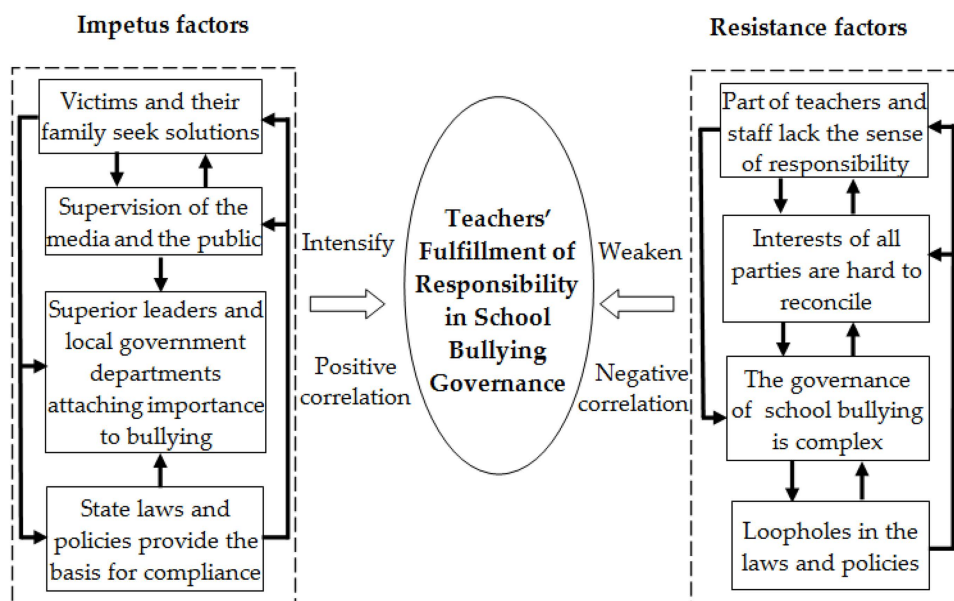 Impetus factors
Victims and their
family seek solutions
Supervision of the
media and the public
Superior leaders and
local government
departments
attaching importance
to bullying
State laws and
policies provide the
basis for compliance
Intensify
Positive
correlation
Teachers’
Fulfillment of
Responsibility
in School
Bullying
Governance
Weaken
Negative
correlation
Resistance factors
Part of teachers and
staff lack the sense
of responsibility
Interests of all
parties are hard to
reconcile
The governance
of school bullying
is complex
Loopholes in the
laws and policies